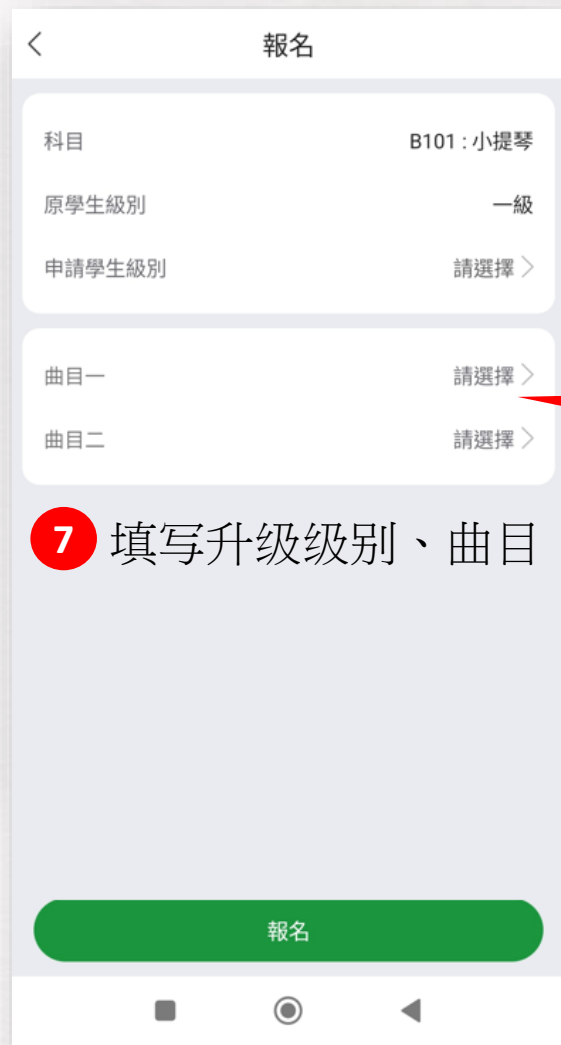 報名
科目 B101 : 小提琴
原學生級別 一級
申請學生級別 請選擇
曲目一 請選擇
曲目二 請選擇
7 填写升级级别、曲目
報名